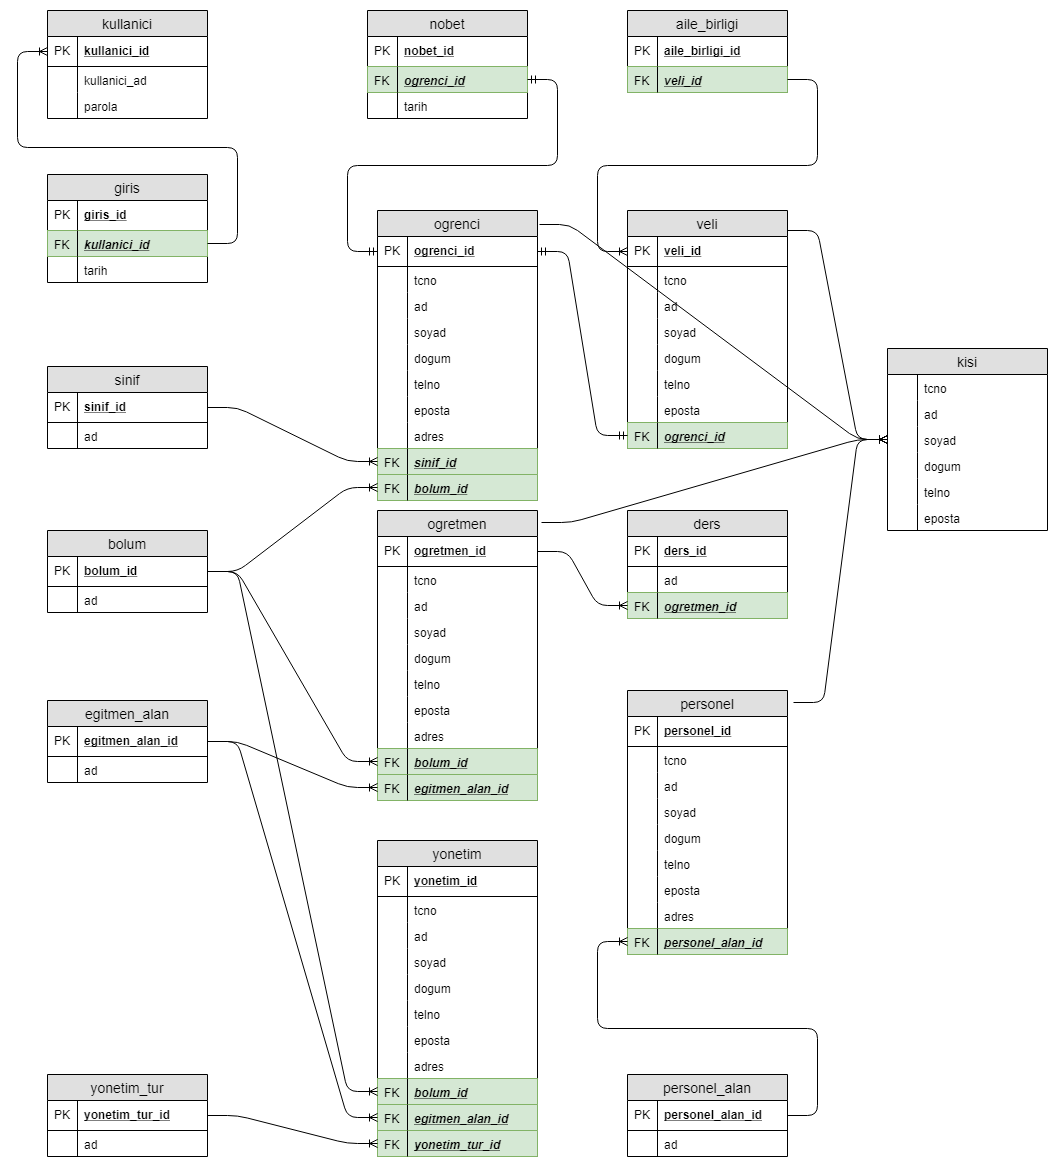 kullanici
PK kullanici_id
kullanici_ad
parola
nobet
PK nobet_id
FK ogrenci_id
tarih
aile_birligi
PK aile_birligi_id
FK veli_id
giris
PK giris_id
FK kullanici_id
tarih
ogrenci
PK ogrenci_id
tcno
ad
soyad
dogum
telno
eposta
adres
FK sinif_id
FK bolum_id
veli
PK veli_id
tcno
ad
soyad
dogum
telno
eposta
FK ogrenci_id
kisi
tcno
ad
soyad
dogum
telno
eposta
sinif
PK sinif_id
ad
bolum
PK bolum_id
ad
ogretmen
PK ogretmen_id
tcno
ad
soyad
dogum
telno
eposta
adres
FK bolum_id
FK egitmen_alan_id
ders
PK ders_id
ad
FK ogretmen_id
egitmen_alan
PK egitmen_alan_id
ad
personel
PK personel_id
tcno
ad
soyad
dogum
telno
eposta
adres
FK personel_alan_id
yonetim
PK yonetim_id
tcno
ad
soyad
dogum
telno
eposta
adres
FK bolum_id
FK egitmen_alan_id
FK yonetim_tur_id
yonetim_tur
PK yonetim_tur_id
ad
personel_alan
PK personel_alan_id
ad